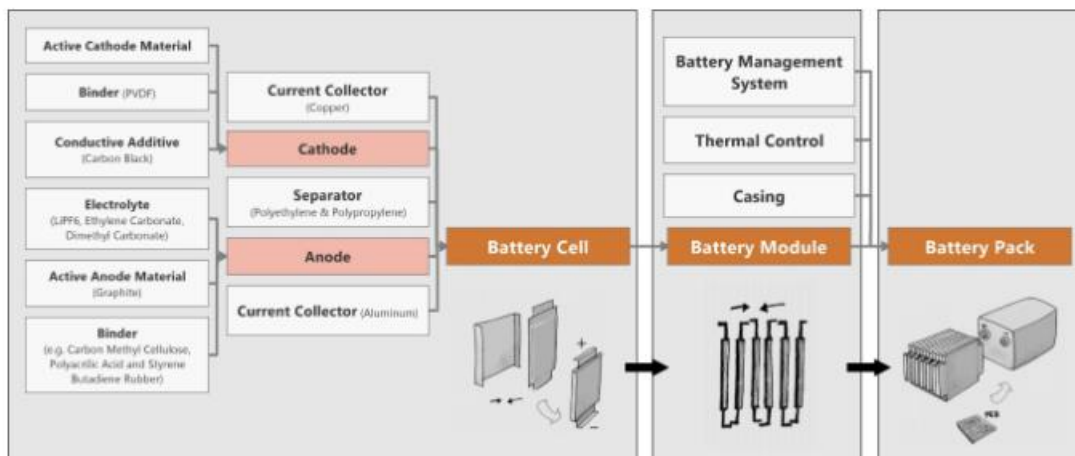 Active Cathode Material
Binder (PVDF)
Conductive Additive
(Carbon Black)
Electrolyte
(LiPF6, Ethylene Carbonate,
Dimethyl Carbonate)
Active Anode Material
(Graphite)
Binder
(e.g. Carbon Methyl Cellulose,
Polyacrilic Acid and Styrene
Butadiene Rubber)
Current Collector
(Copper)
Cathode
Separator
(Polyethylene & Polypropylene)
Anode
Current Collector (Aluminum)
Battery Cell
+
−
Battery Management
System
Thermal Control
Casing
Battery Module
Battery Pack